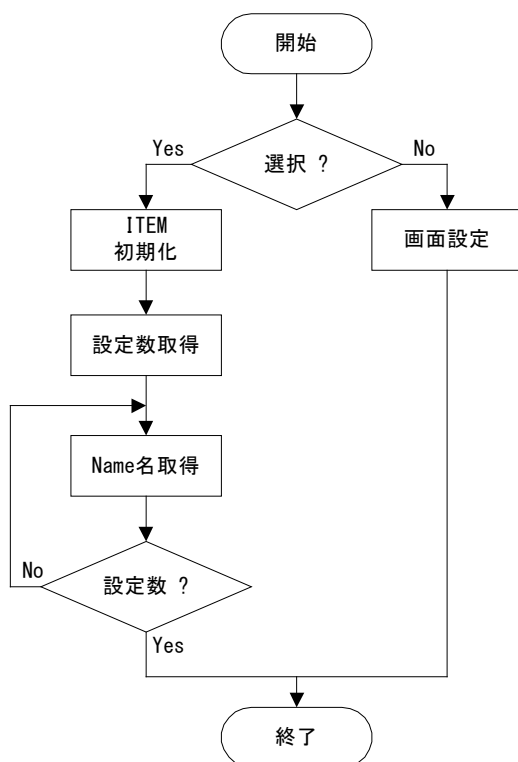 開始
選択 ?
Yes
No
ITEM
初期化
画面設定
設定数取得
Name名取得
設定数 ?
No
Yes
終了